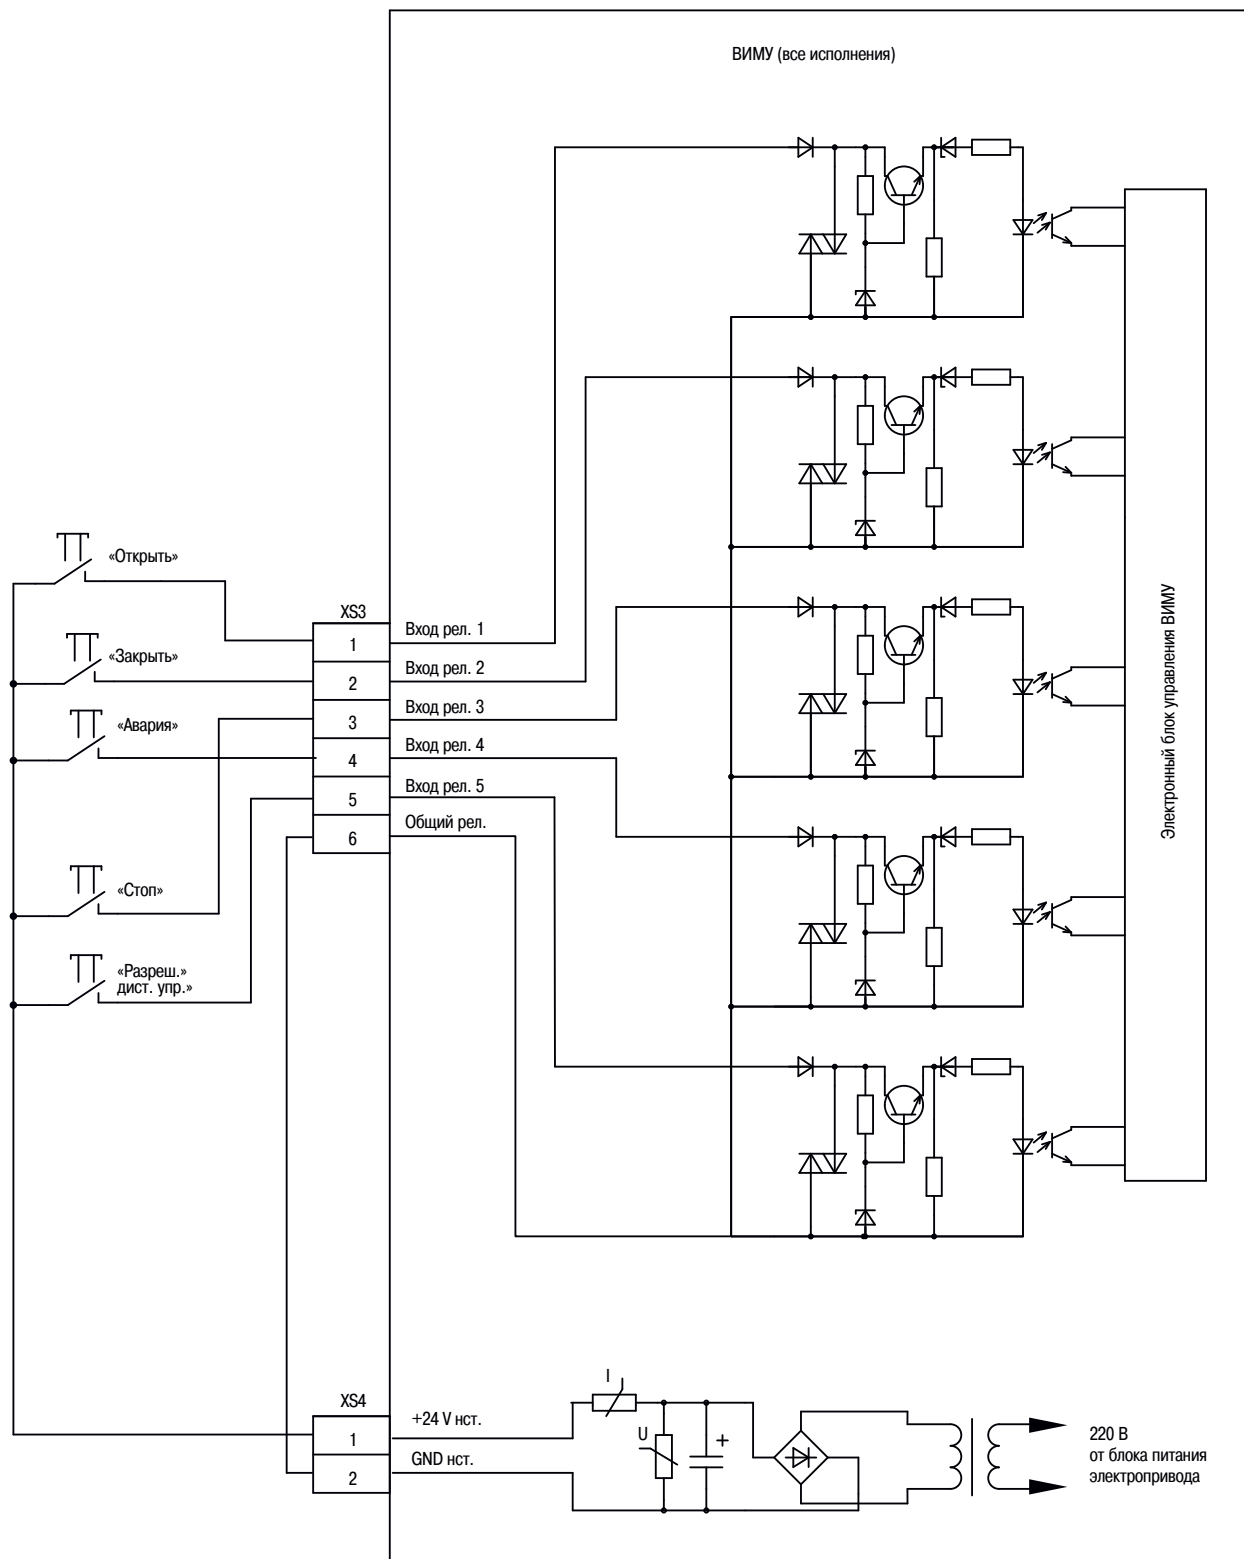 ВИМУ (все исполнения)
«Открыть»
«Закрыть»
«Авария»
«Стоп»
«Разреш.»
дист. упр.»
XS3
1
2
3
4
5
6
Вход рел. 1
Вход рел. 2
Вход рел. 3
Вход рел. 4
Вход рел. 5
Общий рел.
Электронный блок управления ВИМУ
XS4
1
2
+24 V нст.
GND нст.
I
U
+
220 В
от блока питания
электропривода